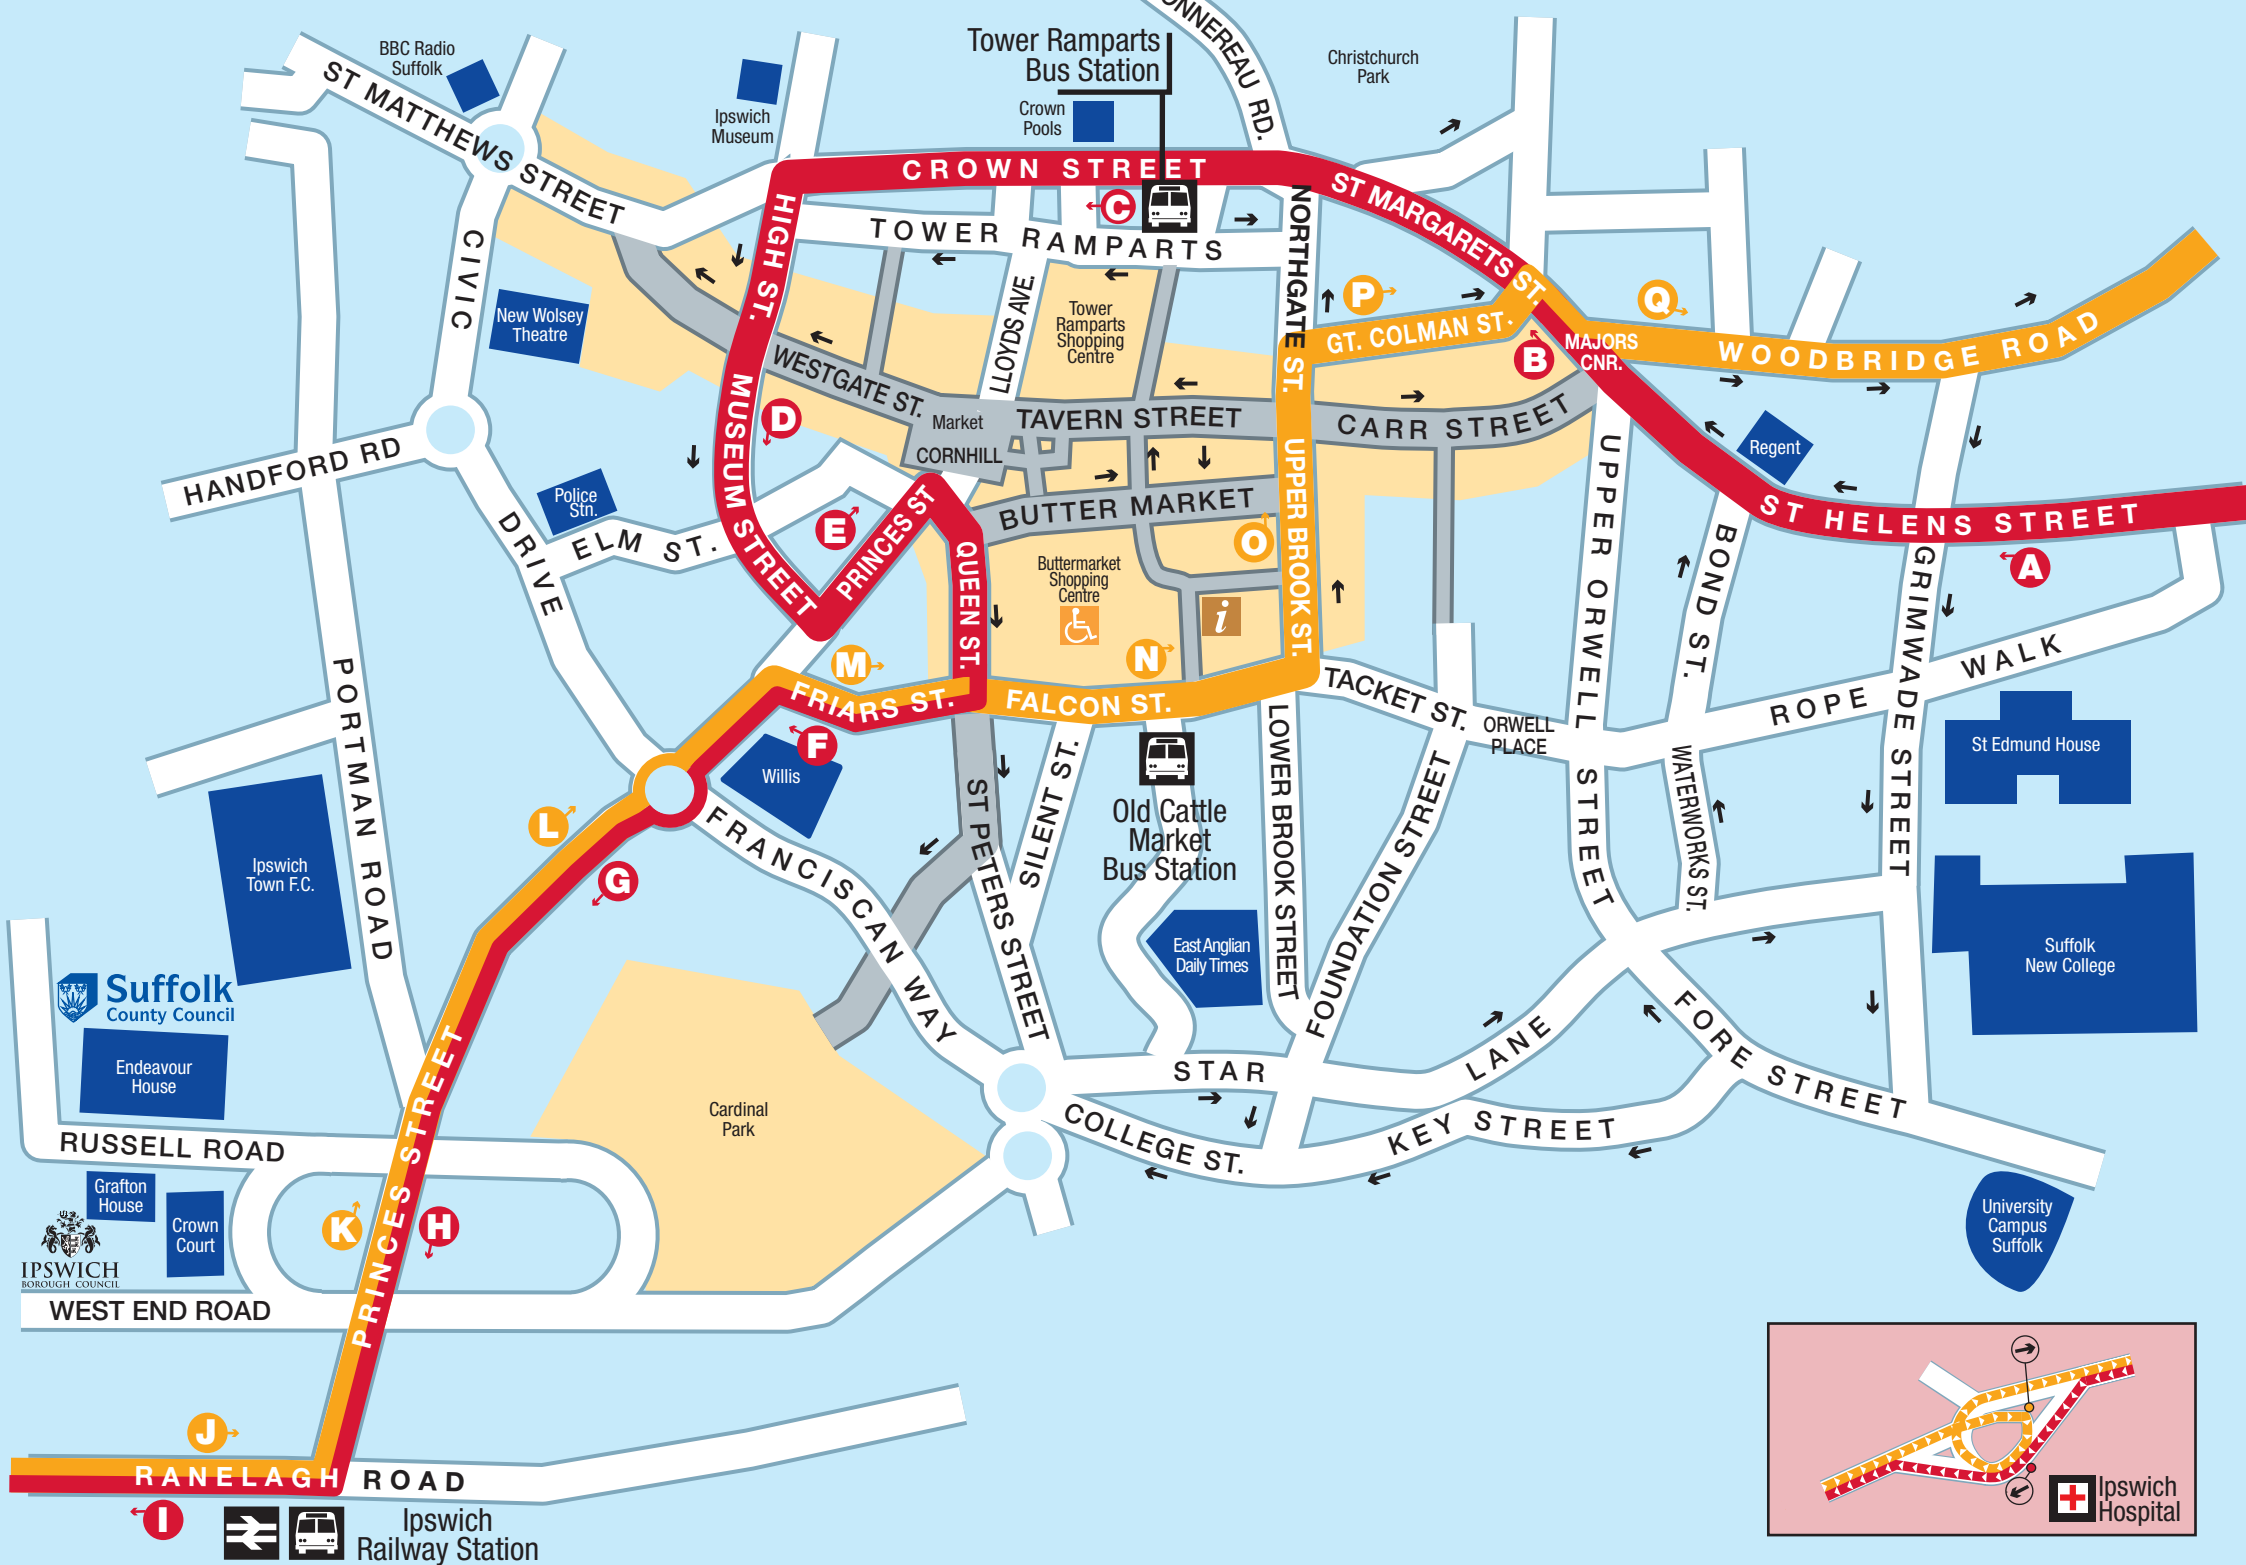 ONNEREAU RD.
Tower Ramparts
Bus Station
Christchurch
Park
BBC Radio
Suffolk
Ipswich
Museum
Crown
Pools
ST MATTHEWS STREET
CROWN STREET
ST MARGARETS ST.
C
TOWER RAMPARTS
HIGH ST.
NORTHGATE ST.
CIVIC DRIVE
New Wolsey
Theatre
LLOYDS AVE.
Tower
Ramparts
Shopping
Centre
P
Q
GT. COLMAN ST.
B
MAJORS
CNR.
WOODBRIDGE ROAD
WESTGATE ST.
Market
CORNHILL
TAVERN STREET
CARR STREET
MUSEUM STREET
D
Regent
HANDFORD RD
Police
Stn.
ELM ST.
E
PRINCES ST
QUEEN ST.
BUTTER MARKET
O
UPPER BROOK ST.
UPPER ORWELL STREET
BOND ST.
ST HELENS STREET
A
GRIMWADE STREET
Buttermarket
Shopping
Centre
i
N
M
FRIARS ST.
FALCON ST.
TACKET ST.
ORWELL
PLACE
ROPE WALK
St Edmund House
PORTMAN ROAD
F
Willis
L
G
FRANCISCAN WAY
ST PETERS STREET
SILENT ST.
Old Cattle
Market
Bus Station
LOWER BROOK STREET
FOUNDATION STREET
WATERWORKS ST.
Ipswich
Town F.C.
East Anglian
Daily Times
Suffolk
New College
Suffolk
County Council
Endeavour
House
PRINCES STREET
Cardinal
Park
STAR LANE
FORE STREET
COLLEGE ST.
KEY STREET
RUSSELL ROAD
Grafton
House
Crown
Court
K
H
IPSWICH
BOROUGH COUNCIL
WEST END ROAD
University
Campus
Suffolk
J
RANELAGH ROAD
I
Ipswich
Railway Station
Ipswich
Hospital